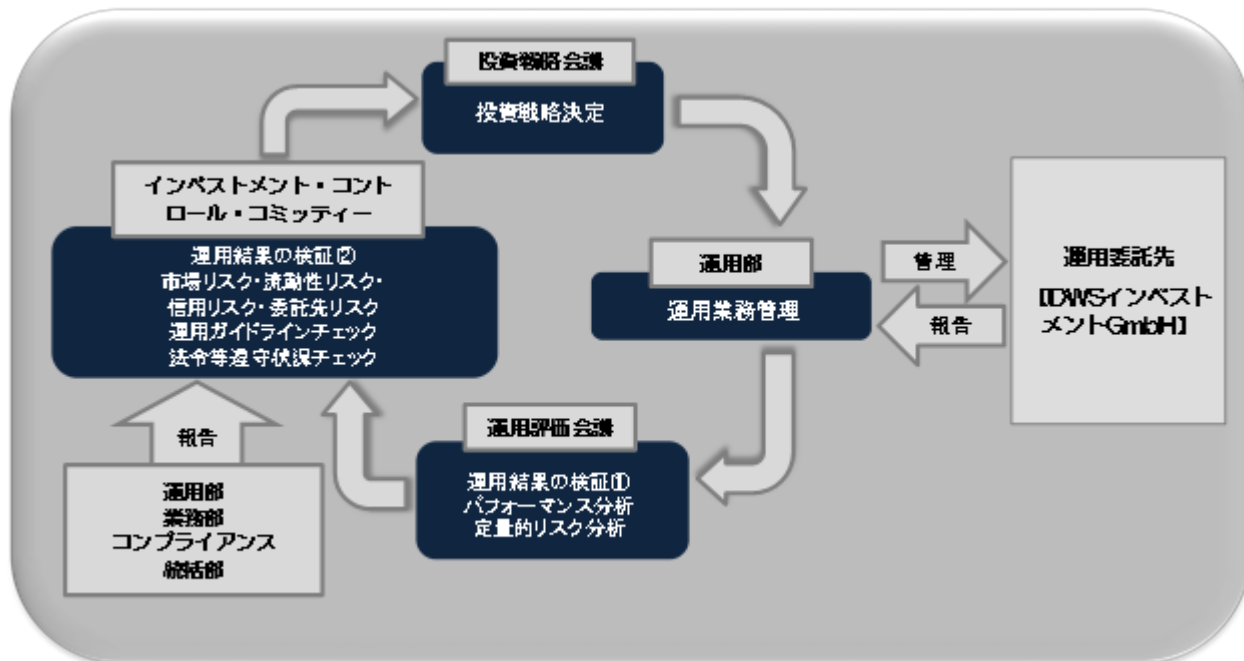 投資戦略会議
投資戦略決定
インベストメント・コント
ロール・コミッティー
運用結果の検証②
市場リスク・流動性リスク・
信用リスク・委託先リスク
運用ガイドラインチェック
法令等遵守状況チェック
運用部
運用業務管理
管理
報告
運用委託先
【DWSインベスト
メントGmbH】
運用評価会議
運用結果の検証①
パフォーマンス分析
定量的リスク分析
報告
運用部
業務部
コンプライアンス
統括部